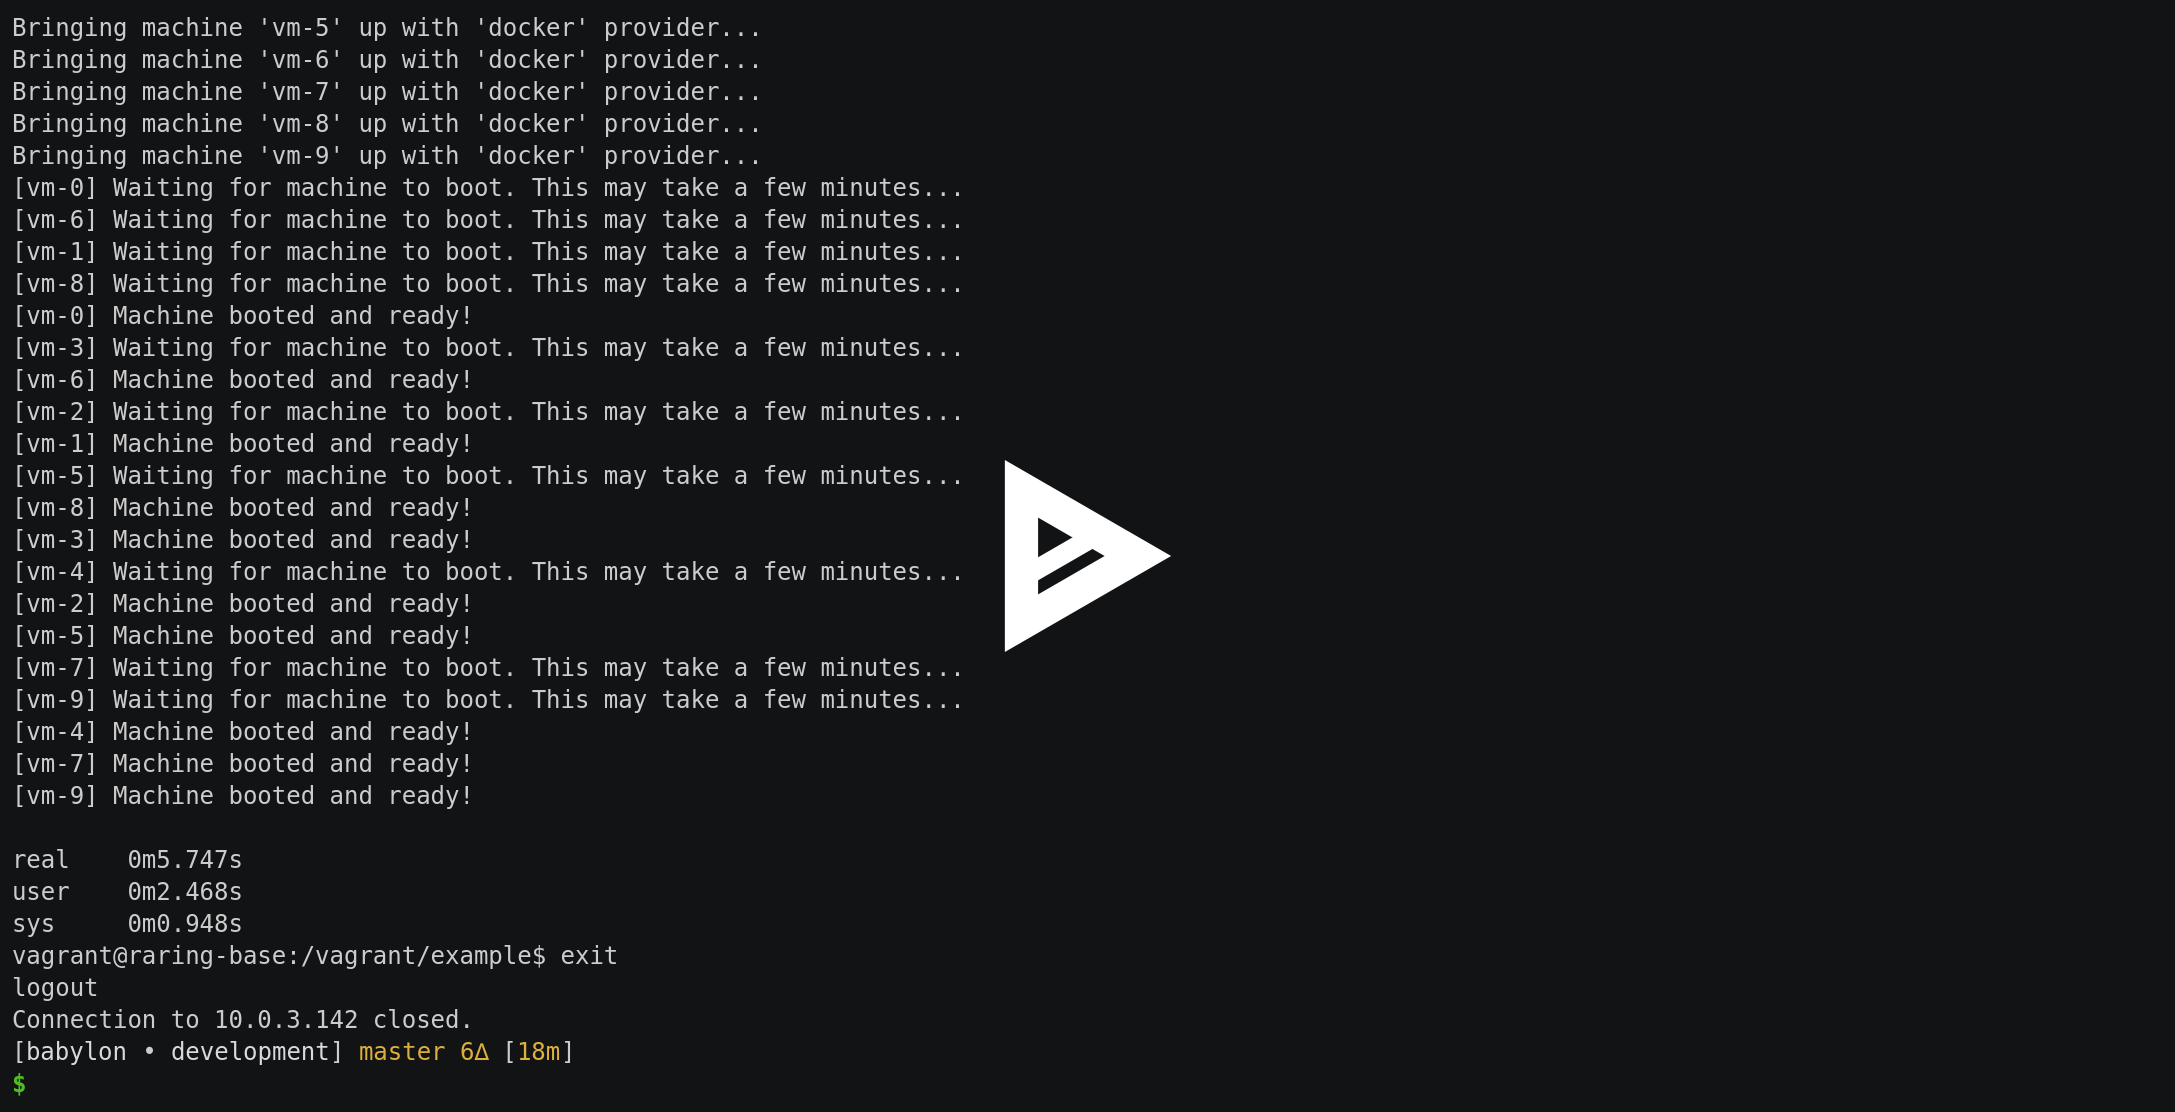 Bringing machine 'vm-5' up with 'docker' provider...
Bringing machine 'vm-6' up with 'docker' provider...
Bringing machine 'vm-7' up with 'docker' provider...
Bringing machine 'vm-8' up with 'docker' provider...
Bringing machine 'vm-9' up with 'docker' provider...
[vm-0] Waiting for machine to boot. This may take a few minutes...
[vm-6] Waiting for machine to boot. This may take a few minutes...
[vm-1] Waiting for machine to boot. This may take a few minutes...
[vm-8] Waiting for machine to boot. This may take a few minutes...
[vm-0] Machine booted and ready!
[vm-3] Waiting for machine to boot. This may take a few minutes...
[vm-6] Machine booted and ready!
[vm-2] Waiting for machine to boot. This may take a few minutes...
[vm-1] Machine booted and ready!
[vm-5] Waiting for machine to boot. This may take a few minutes...
[vm-8] Machine booted and ready!
[vm-3] Machine booted and ready!
[vm-4] Waiting for machine to boot. This may take a few minutes...
[vm-2] Machine booted and ready!
[vm-5] Machine booted and ready!
[vm-7] Waiting for machine to boot. This may take a few minutes...
[vm-9] Waiting for machine to boot. This may take a few minutes...
[vm-4] Machine booted and ready!
[vm-7] Machine booted and ready!
[vm-9] Machine booted and ready!

real    0m5.747s
user    0m2.468s
sys     0m0.948s
vagrant@raring-base:/vagrant/example$ exit
logout
Connection to 10.0.3.142 closed.
[babylon • development] master 6∆ [18m]
$